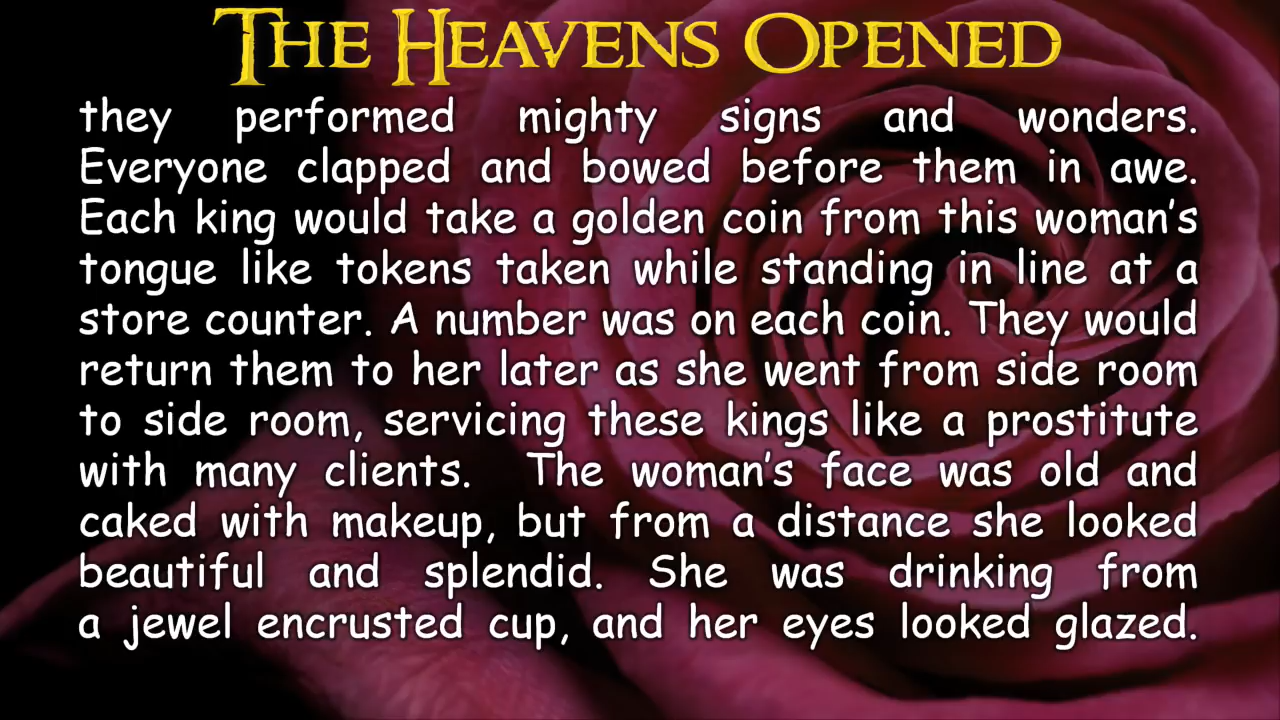 THE HEAVENS OPENED
they performed mighty signs and wonders.
Everyone clapped and bowed before them in awe.
Each king would take a golden coin from this woman’s
tongue like tokens taken while standing in line at a
store counter. A number was on each coin. They would
return them to her later as she went from side room
to side room, servicing these kings like a prostitute
with many clients.  The woman’s face was old and
caked with makeup, but from a distance she looked
beautiful and splendid. She was drinking from
a jewel encrusted cup, and her eyes looked glazed.